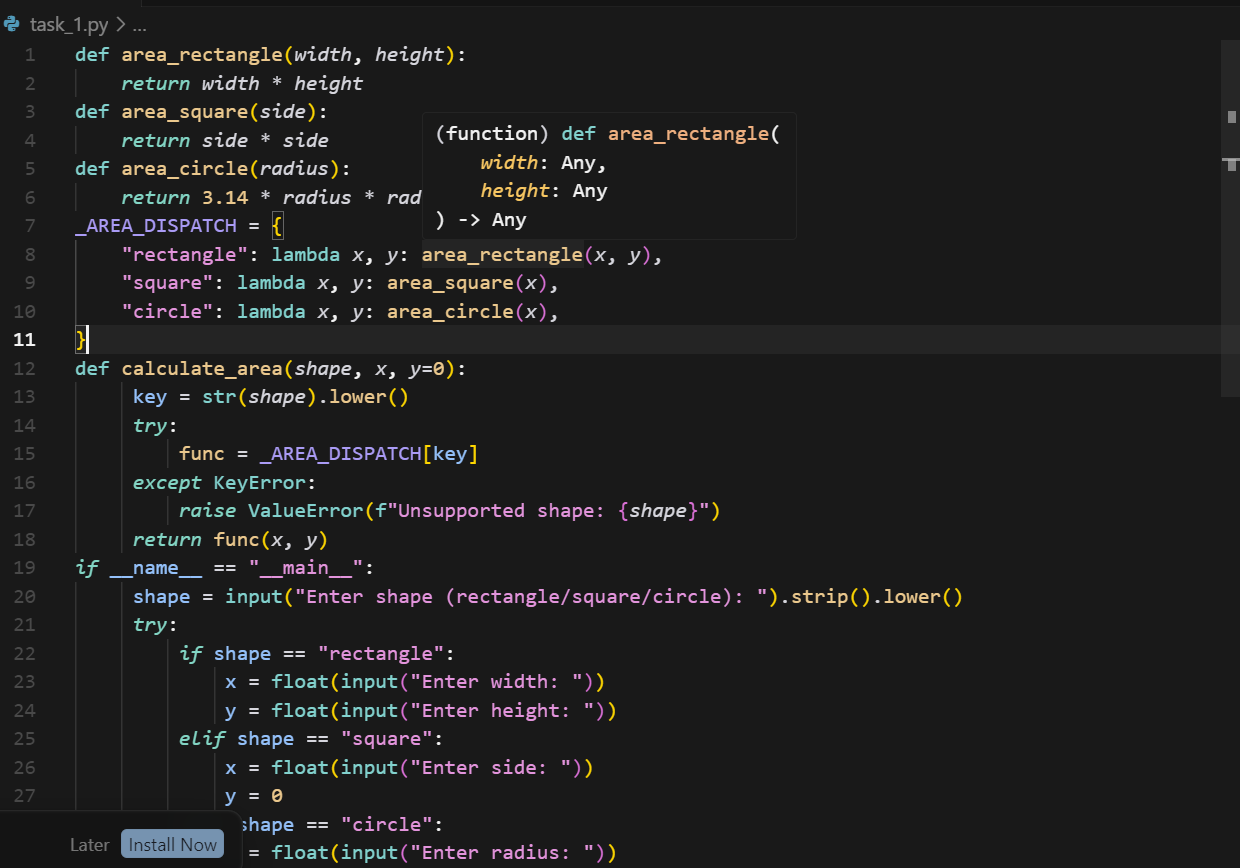 task_1.py > ...
1 def area_rectangle(width, height):
2 return width * height
3 def area_square(side):
4 return side * side
5 def area_circle(radius):
6 return 3.14 * radius * rad
(function) def area_rectangle(
width: Any,
height: Any
) -> Any
7 _AREA_DISPATCH = {
8 "rectangle": lambda x, y: area_rectangle(x, y),
9 "square": lambda x, y: area_square(x),
10 "circle": lambda x, y: area_circle(x),
11 }
12 def calculate_area(shape, x, y=0):
13 key = str(shape).lower()
14 try:
15 func = _AREA_DISPATCH[key]
16 except KeyError:
17 raise ValueError(f"Unsupported shape: {shape}")
18 return func(x, y)
19 if __name__ == "__main__":
20 shape = input("Enter shape (rectangle/square/circle): ").strip().lower()
21 try:
22 if shape == "rectangle":
23 x = float(input("Enter width: "))
24 y = float(input("Enter height: "))
25 elif shape == "square":
26 x = float(input("Enter side: "))
27 y = 0
shape == "circle":
= float(input("Enter radius: "))
Later Install Now